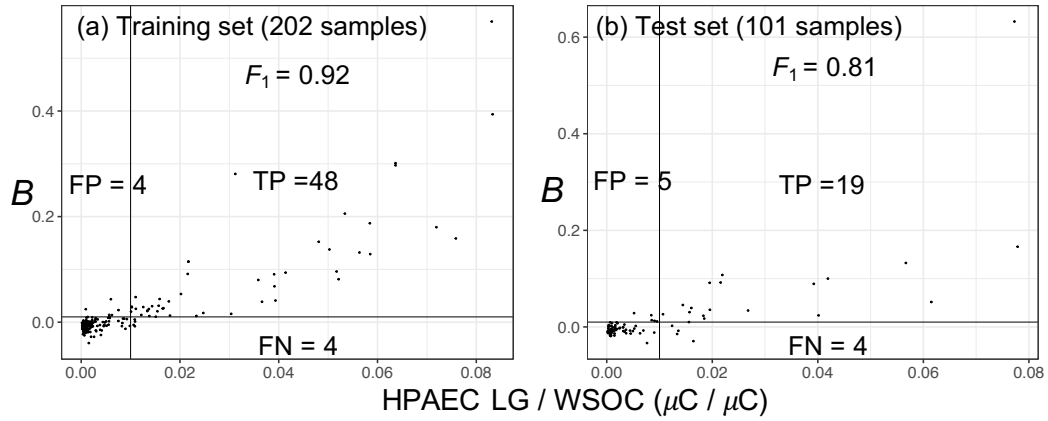 (a) Training set (202 samples)
F1 = 0.92
FP = 4
TP =48
FN = 4
B
0.4
0.2
0.0
0.00
0.02
0.04
0.06
0.08
(b) Test set (101 samples)
F1 = 0.81
FP = 5
TP =19
FN = 4
B
0.6
0.4
0.2
0.0
0.00
0.02
0.04
0.06
0.08
HPAEC LG / WSOC (μC / μC)